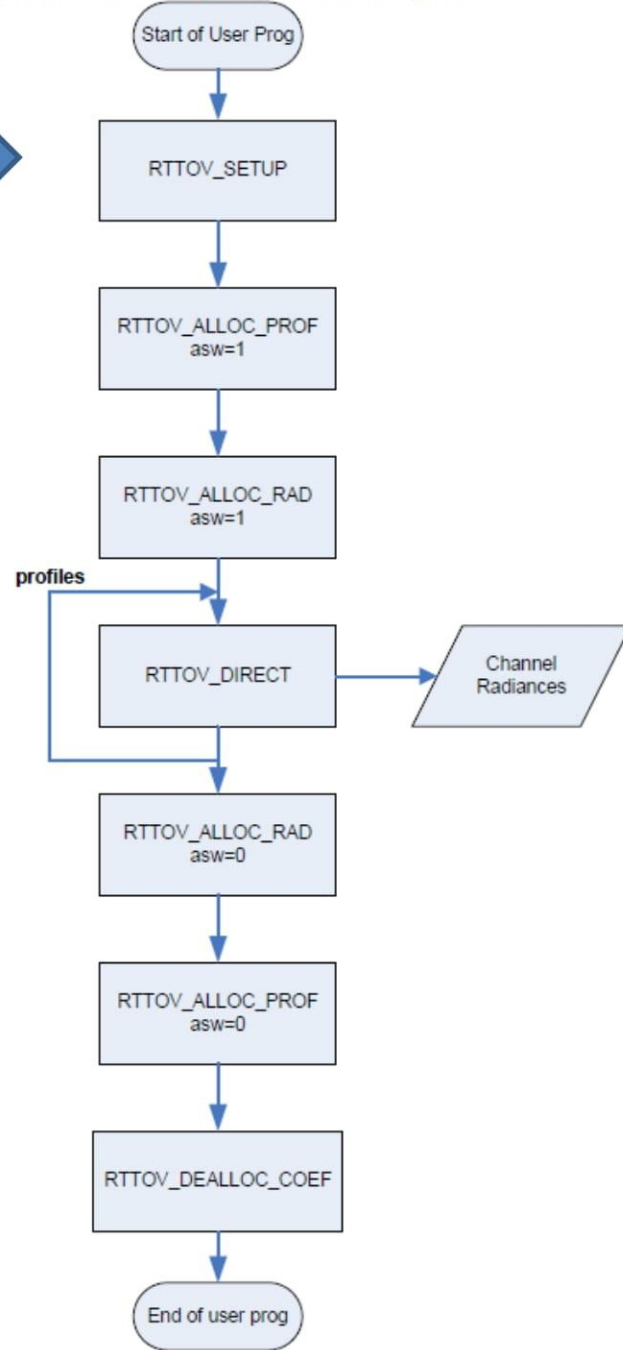 Start of User Prog
RTTOV_SETUP
RTTOV_ALLOC_PROF
asw=1
RTTOV_ALLOC_RAD
asw=1
profiles
RTTOV_DIRECT
Channel
Radiances
RTTOV_ALLOC_RAD
asw=0
RTTOV_ALLOC_PROF
asw=0
RTTOV_DEALLOC_COEF
End of user prog